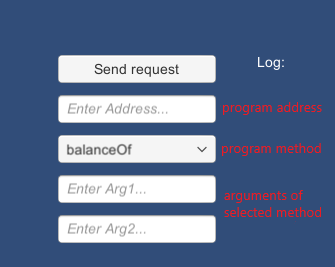 Send request
Log:
Enter Address...
program address
balanceOf
program method
Enter Arg1...
arguments of
selected method
Enter Arg2...